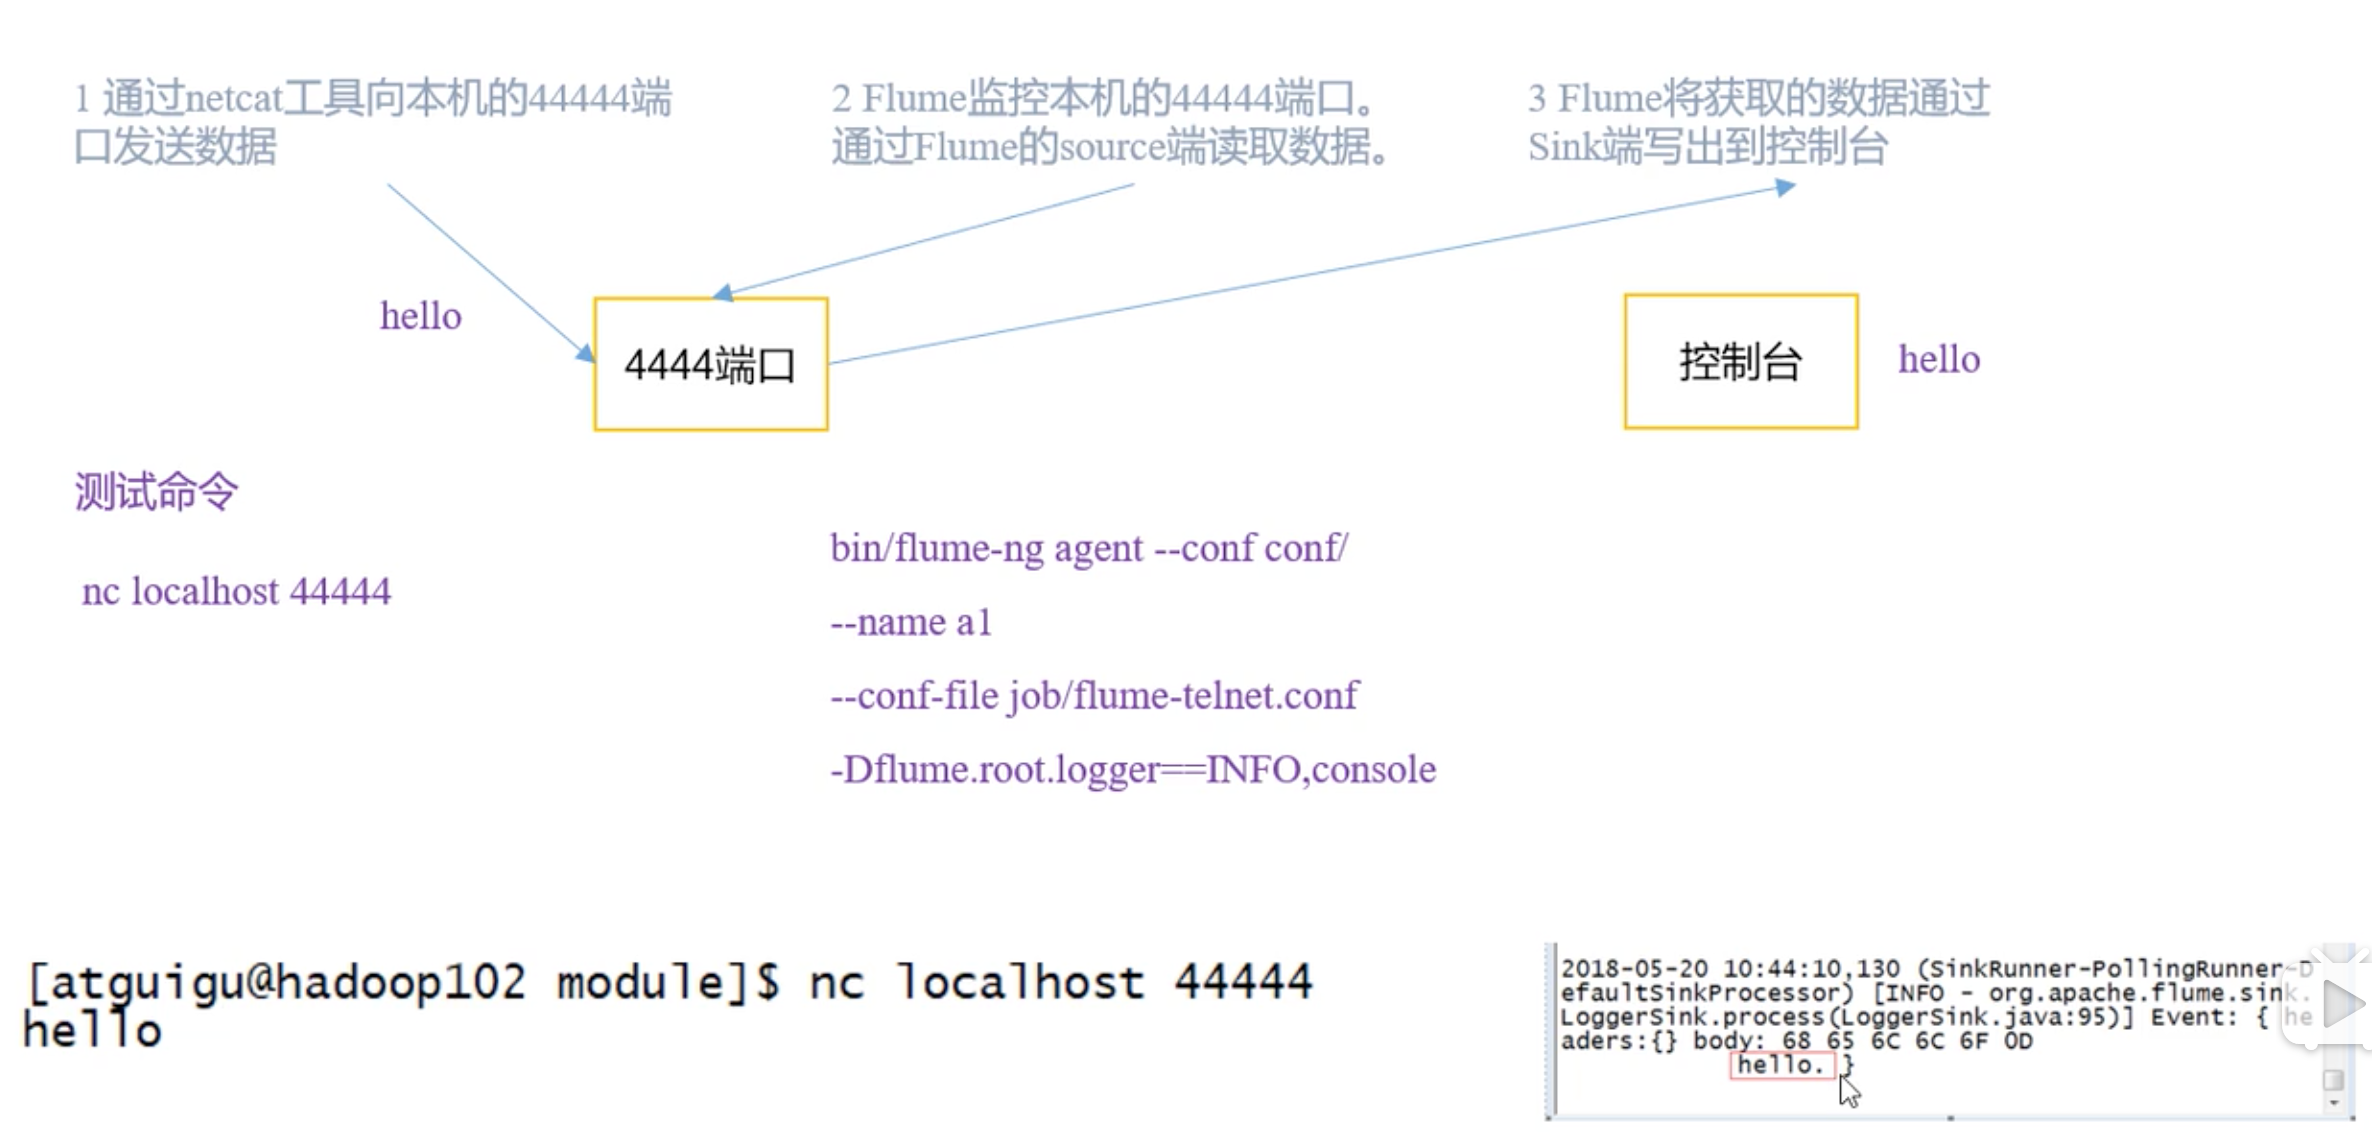 1 通过netcat工具向本机的44444端
口发送数据
2 Flume监控本机的44444端口。
通过Flume的source端读取数据。
3 Flume将获取的数据通过
Sink端写出到控制台
hello
4444端口
控制台
hello
测试命令
nc localhost 44444
bin/flume-ng agent --conf conf/
--name a1
--conf-file job/flume-telnet.conf
-Dflume.root.logger==INFO,console
[atguigu@hadoop102 module]$ nc localhost 44444
hello
2018-05-20 10:44:10,130 (SinkRunner-PollingRunner-D
efaultSinkProcessor) [INFO - org.apache.flume.sink.
LoggerSink.process(LoggerSink.java:95)] Event: { he
aders:{} body: 68 65 6C 6C 6F 0D
hello. }